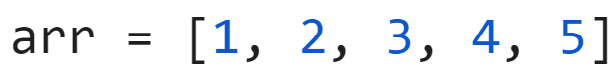 arr = [1, 2, 3, 4, 5]